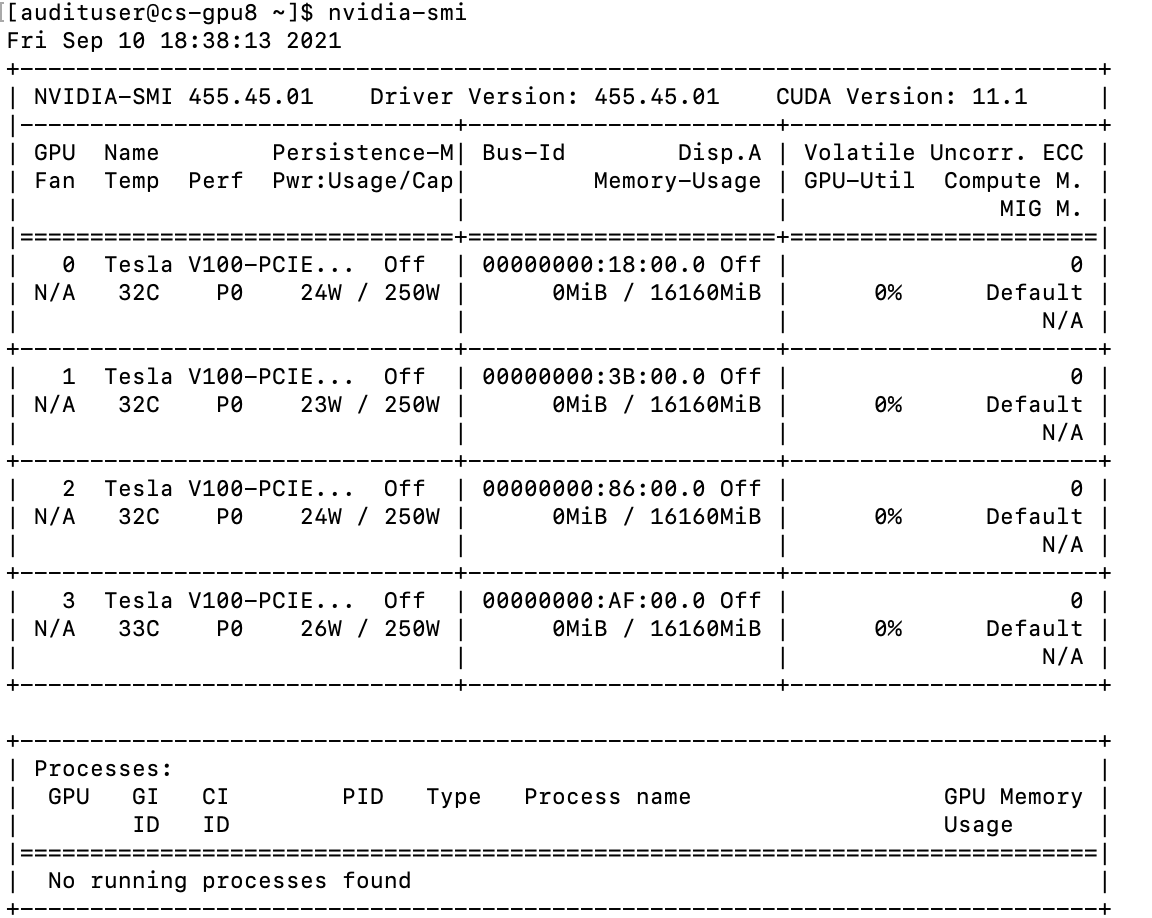 [[audituser@cs-gpu8 ~]$ nvidia-smi
Fri Sep 10 18:38:13 2021
+-----------------------------------------------------------------------------+
| NVIDIA-SMI 455.45.01    Driver Version: 455.45.01    CUDA Version: 11.1     |
|-------------------------------+----------------------+----------------------+
| GPU  Name        Persistence-M| Bus-Id        Disp.A | Volatile Uncorr. ECC |
| Fan  Temp  Perf  Pwr:Usage/Cap|         Memory-Usage | GPU-Util  Compute M. |
|                               |                      |               MIG M. |
|===============================+======================+======================|
|   0  Tesla V100-PCIE...  Off  | 00000000:18:00.0 Off |                    0 |
| N/A   32C    P0    24W / 250W |      0MiB / 16160MiB |      0%      Default |
|                               |                      |                  N/A |
+-------------------------------+----------------------+----------------------+
|   1  Tesla V100-PCIE...  Off  | 00000000:3B:00.0 Off |                    0 |
| N/A   32C    P0    23W / 250W |      0MiB / 16160MiB |      0%      Default |
|                               |                      |                  N/A |
+-------------------------------+----------------------+----------------------+
|   2  Tesla V100-PCIE...  Off  | 00000000:86:00.0 Off |                    0 |
| N/A   32C    P0    24W / 250W |      0MiB / 16160MiB |      0%      Default |
|                               |                      |                  N/A |
+-------------------------------+----------------------+----------------------+
|   3  Tesla V100-PCIE...  Off  | 00000000:AF:00.0 Off |                    0 |
| N/A   33C    P0    26W / 250W |      0MiB / 16160MiB |      0%      Default |
|                               |                      |                  N/A |
+-------------------------------+----------------------+----------------------+

+-----------------------------------------------------------------------------+
| Processes:                                                                  |
|  GPU   GI   CI        PID   Type   Process name                  GPU Memory |
|        ID   ID                                                   Usage      |
|=============================================================================|
|  No running processes found                                                 |
+-----------------------------------------------------------------------------+